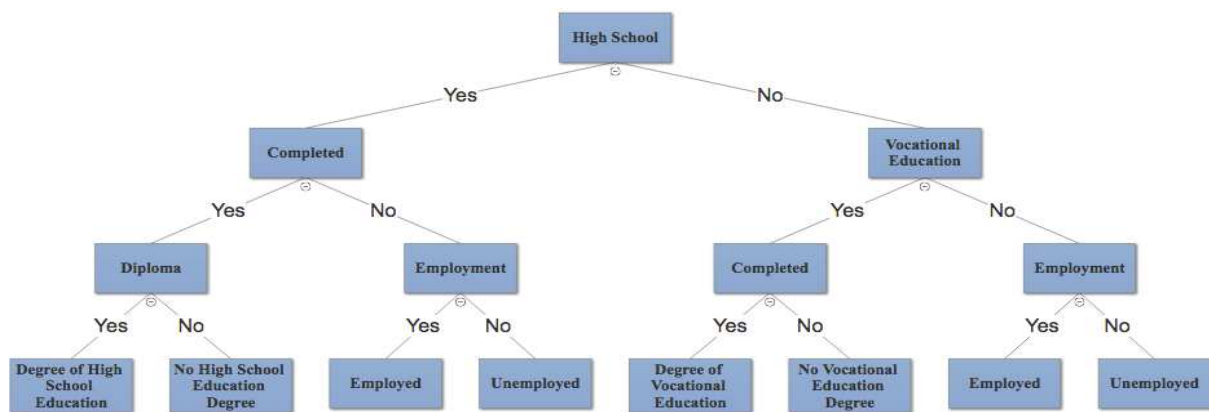 High School
Yes
No
Completed
Vocational
Education
Yes
No
Yes
No
Diploma
Employment
Completed
Employment
Yes
No
Yes
No
Yes
No
Yes
No
Degree of High
School
Education
No High School
Education
Degree
Employed
Unemployed
Degree of
Vocational
Education
No Vocational
Education
Degree
Employed
Unemployed